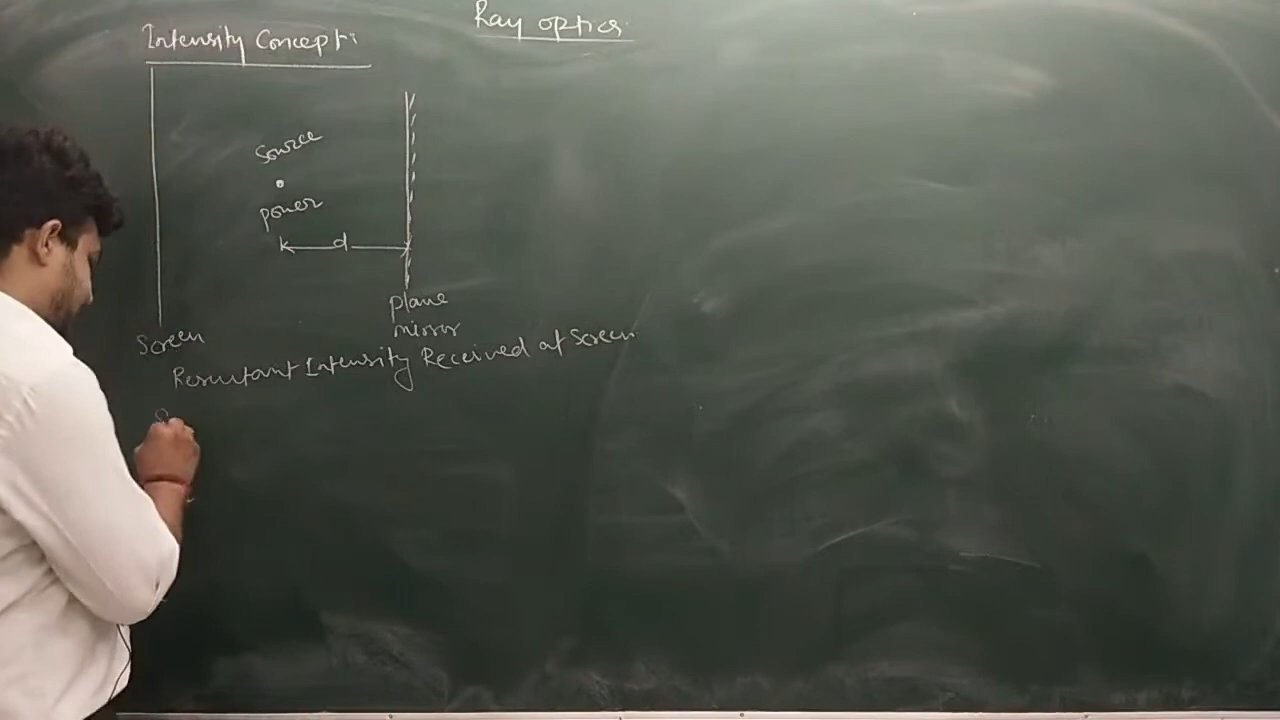 Ray optics
Intensity Concept:
Source
power
d
plane
mirror
Screen
Resultant Intensity Received at Screen